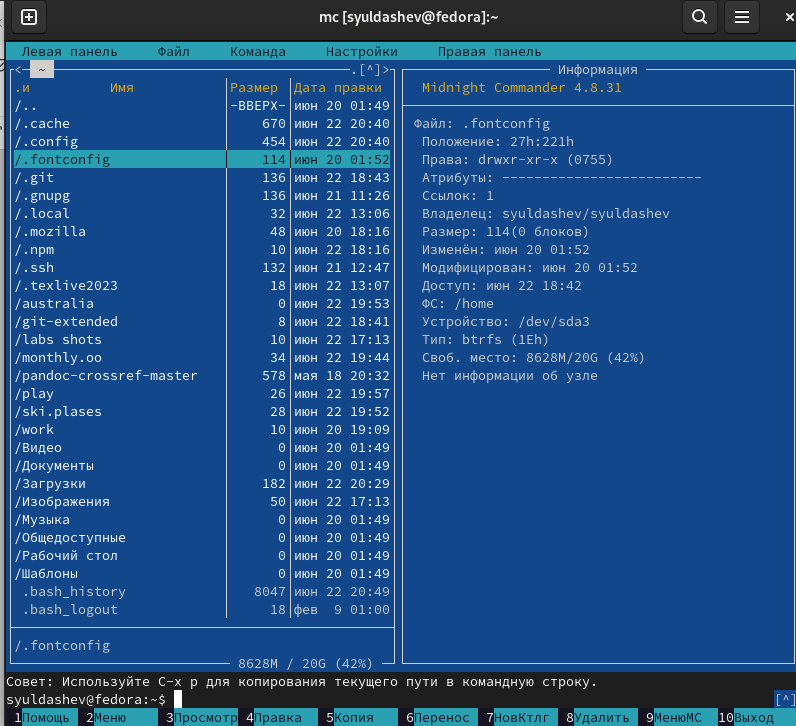 mc [syuldashev@fedora]:~
Левая панель Файл Команда Настройки Правая панель
<─ ~ ─.[^]>
.и Имя Размер Дата правки
/.. -ВВЕРХ- июн 20 01:49
/.cache 670 июн 22 20:40
/.config 454 июн 22 20:40
/.fontconfig 114 июн 20 01:52
/.git 136 июн 22 18:43
/.gnupg 136 июн 21 11:26
/.local 32 июн 22 13:06
/.mozilla 48 июн 20 18:16
/.npm 10 июн 22 18:16
/.ssh 132 июн 21 12:47
/.texlive2023 18 июн 22 13:07
/australia 0 июн 22 19:53
/git-extended 8 июн 22 18:41
/labs shots 10 июн 22 17:13
/monthly.oo 34 июн 22 19:44
/pandoc-crossref-master 578 мая 18 20:32
/play 26 июн 22 19:57
/ski.plases 28 июн 22 19:52
/work 10 июн 20 19:09
/Видео 0 июн 20 01:49
/Документы 0 июн 20 01:49
/Загрузки 182 июн 22 20:29
/Изображения 50 июн 22 17:13
/Музыка 0 июн 20 01:49
/Общедоступные 0 июн 20 01:49
/Рабочий стол 0 июн 20 01:49
/Шаблоны 0 июн 20 01:49
.bash_history 8047 июн 22 20:49
.bash_logout 18 фев 9 01:00
/.fontconfig
8628M / 20G (42%)
Информация
Midnight Commander 4.8.31
Файл: .fontconfig
Положение: 27h:221h
Права: drwxr-xr-x (0755)
Атрибуты: -------------------------
Ссылок: 1
Владелец: syuldashev/syuldashev
Размер: 114(0 блоков)
Изменён: июн 20 01:52
Модифицирован: июн 20 01:52
Доступ: июн 22 18:42
ФС: /home
Устройство: /dev/sda3
Тип: btrfs (1Eh)
Своб. место: 8628M/20G (42%)
Нет информации об узле
Совет: Используйте C-x p для копирования текущего пути в командную строку.
syuldashev@fedora:~$ [^]
1Помощь 2Меню 3Просмотр 4Правка 5Копия 6Перенос 7НовКтлг 8Удалить 9МенюМС 10Выход